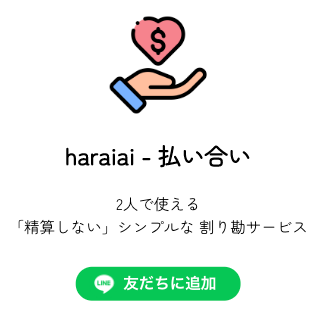 $
haraiai - 払い合い
2人で使える
「精算しない」シンプルな 割り勘サービス
LINE 友だちに追加